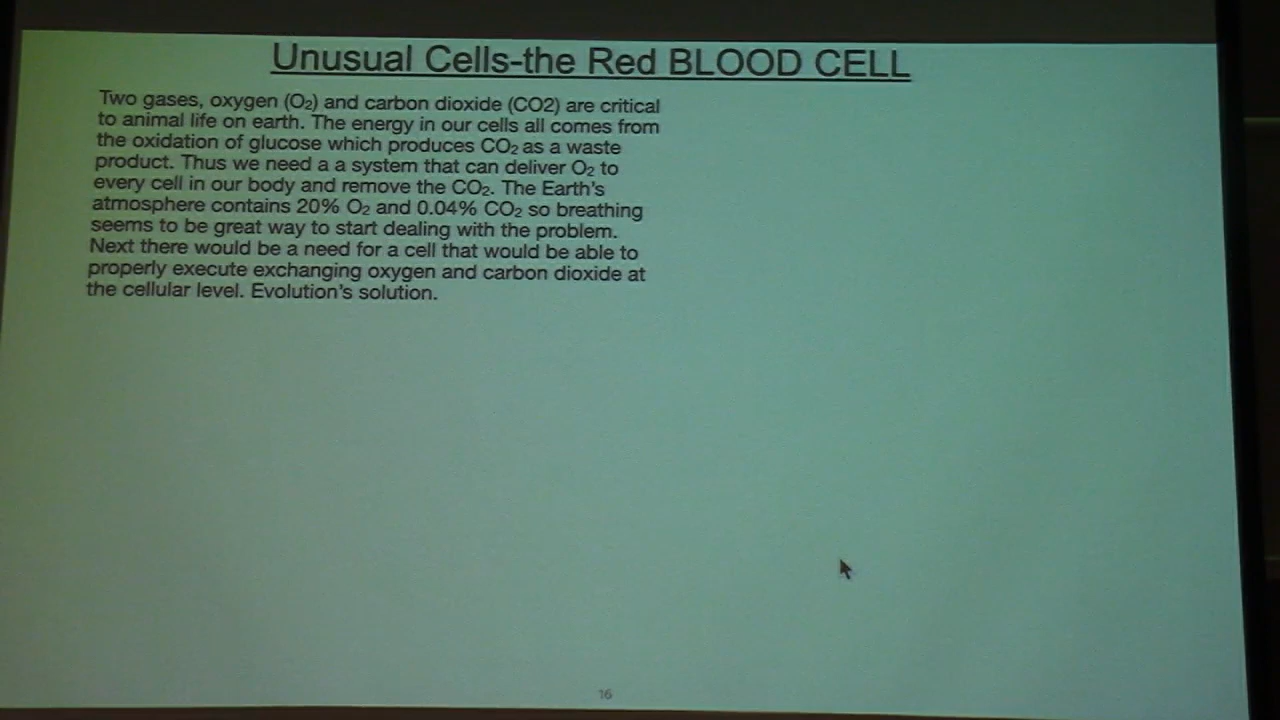 Unusual Cells-the Red BLOOD CELL
Two gases, oxygen (O₂) and carbon dioxide (CO2) are critical
to animal life on earth. The energy in our cells all comes from
the oxidation of glucose which produces CO₂ as a waste
product. Thus we need a a system that can deliver O₂ to
every cell in our body and remove the CO₂. The Earth's
atmosphere contains 20% O₂ and 0.04% CO₂ so breathing
seems to be great way to start dealing with the problem.
Next there would be a need for a cell that would be able to
properly execute exchanging oxygen and carbon dioxide at
the cellular level. Evolution's solution.
16